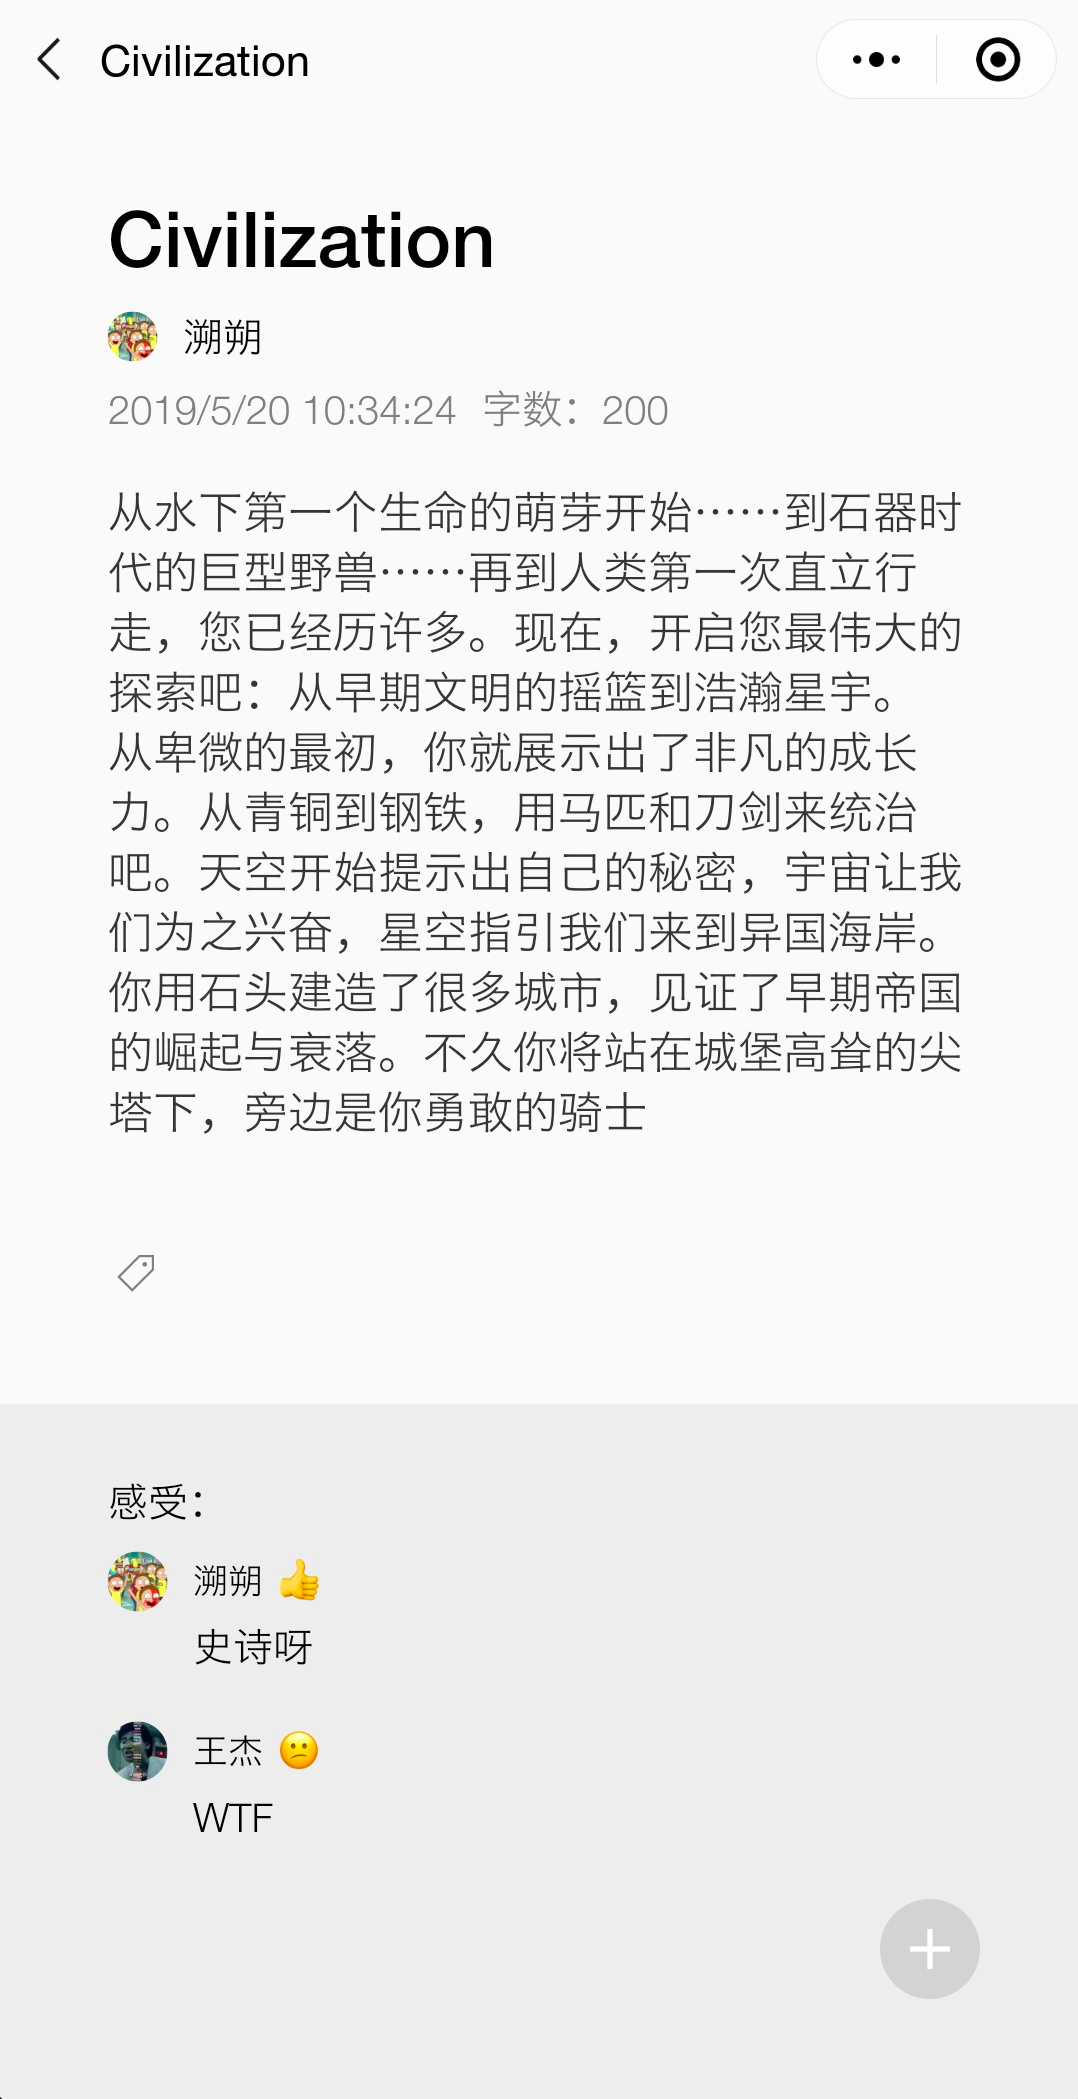 Civilization
Civilization
溯朔
2019/5/20 10:34:24 字数：200
从水下第一个生命的萌芽开始……到石器时
代的巨型野兽……再到人类第一次直立行
走，您已经历许多。现在，开启您最伟大的
探索吧：从早期文明的摇篮到浩瀚星宇。
从卑微的最初，你就展示出了非凡的成长
力。从青铜到钢铁，用马匹和刀剑来统治
吧。天空开始提示出自己的秘密，宇宙让我
们为之兴奋，星空指引我们来到异国海岸。
你用石头建造了很多城市，见证了早期帝国
的崛起与衰落。不久你将站在城堡高耸的尖
塔下，旁边是你勇敢的骑士
感受：
溯朔 👍
史诗呀
王杰 😕
WTF